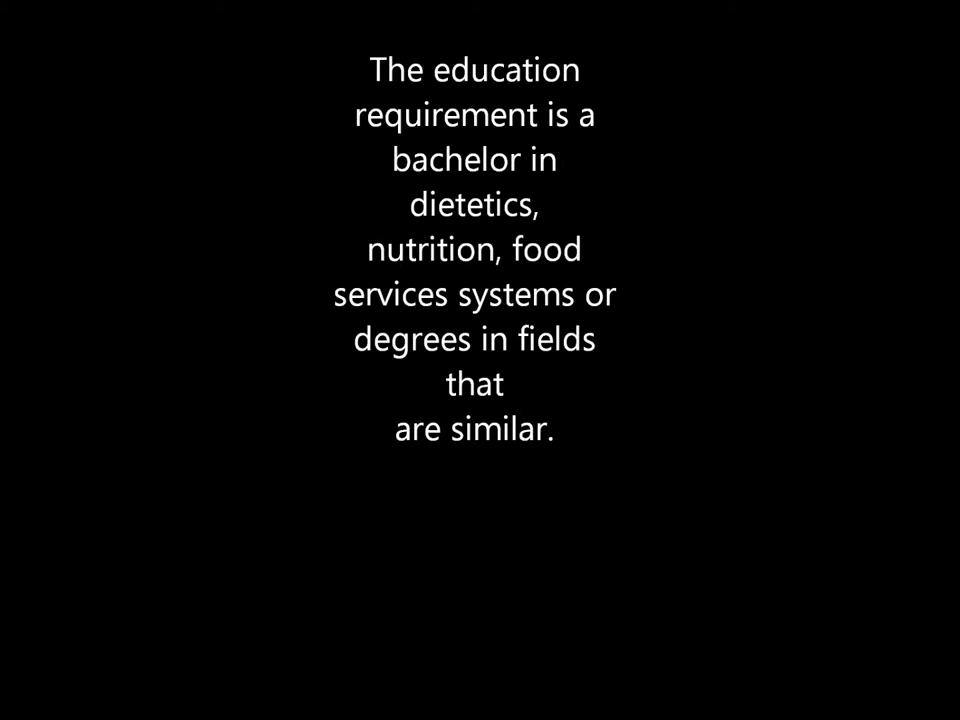 The education
requirement is a
bachelor in
dietetics,
nutrition, food
services systems or
degrees in fields
that
are similar.